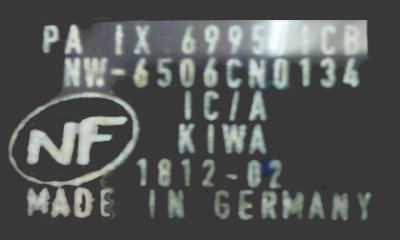 PA IX 6995/ICB
NW-6506CN0134
IC/A
NF
KIWA
1812-02
MADE IN GERMANY